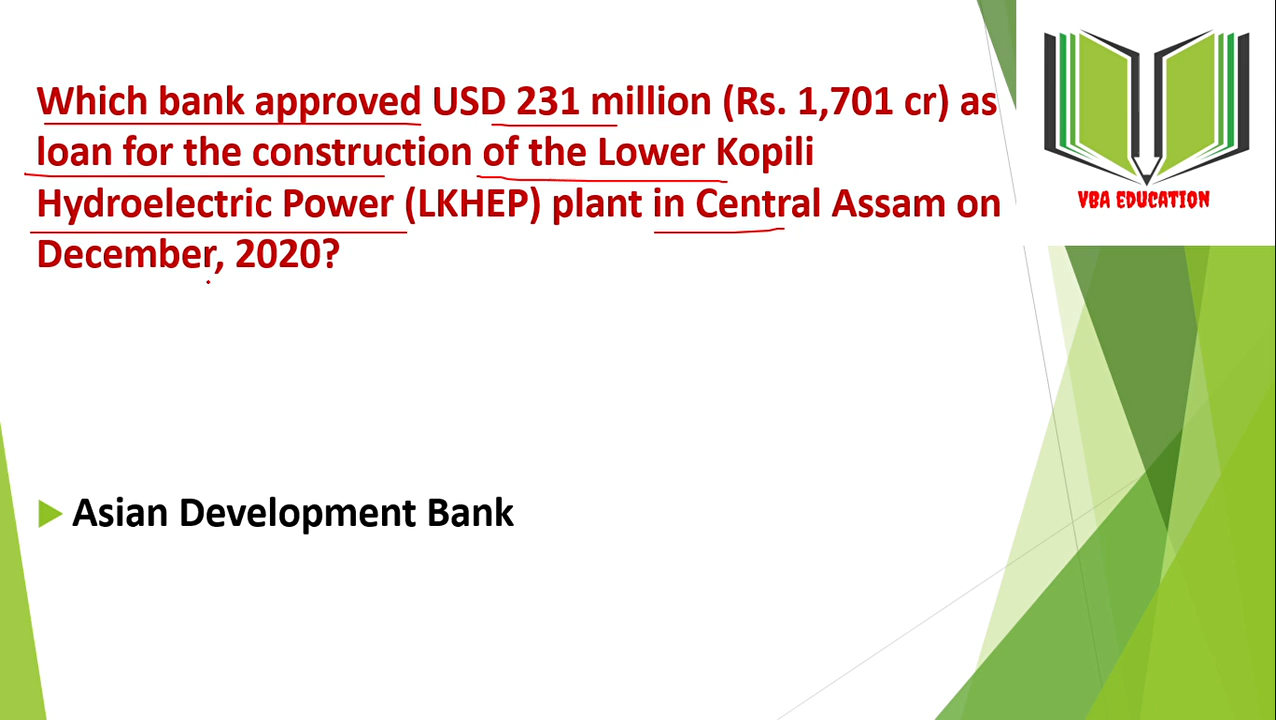 Which bank approved USD 231 million (Rs. 1,701 cr) as
loan for the construction of the Lower Kopili
Hydroelectric Power (LKHEP) plant in Central Assam on
December, 2020?
VBA EDUCATION
Asian Development Bank